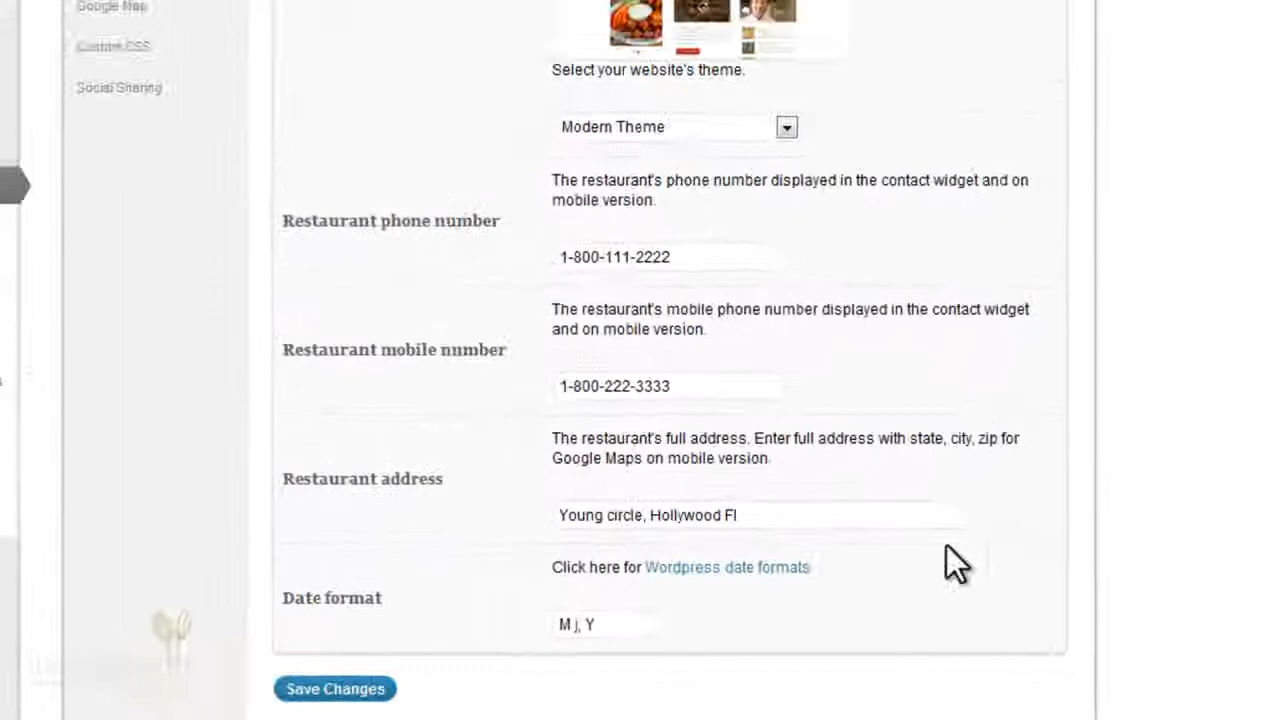 Google Map
Custom CSS
Social Sharing
Select your website's theme.
Modern Theme
The restaurant's phone number displayed in the contact widget and on
mobile version.
Restaurant phone number
1-800-111-2222
The restaurant's mobile phone number displayed in the contact widget
and on mobile version.
Restaurant mobile number
1-800-222-3333
The restaurant's full address. Enter full address with state, city, zip for
Google Maps on mobile version.
Restaurant address
Young circle, Hollywood Fl
Click here for Wordpress date formats
Date format
M j, Y
Save Changes